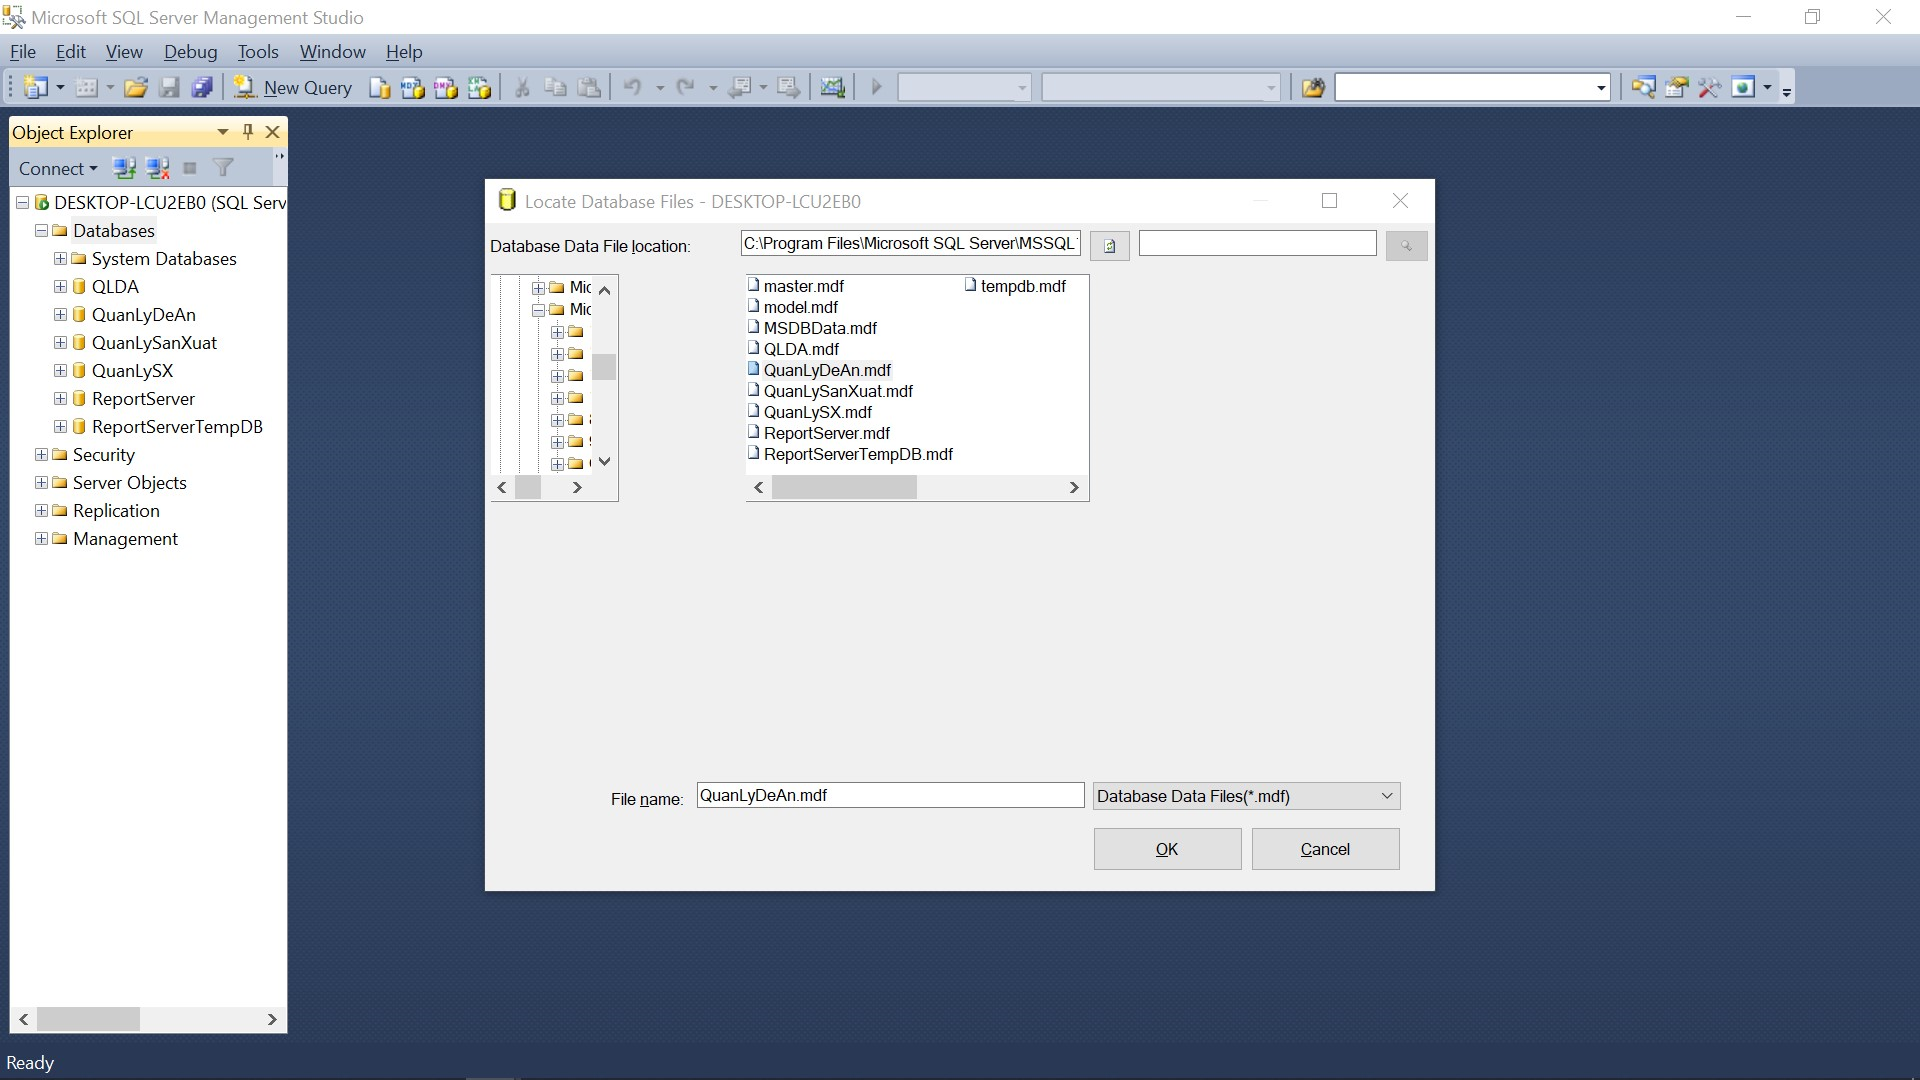 Microsoft SQL Server Management Studio
File Edit View Debug Tools Window Help
New Query
Object Explorer
Connect
DESKTOP-LCU2EB0 (SQL Serv
Databases
System Databases
QLDA
QuanLyDeAn
QuanLySanXuat
QuanLySX
ReportServer
ReportServerTempDB
Security
Server Objects
Replication
Management
Locate Database Files - DESKTOP-LCU2EB0
Database Data File location:
C:\Program Files\Microsoft SQL Server\MSSQL
Mic
Mic
master.mdf
model.mdf
MSDBData.mdf
QLDA.mdf
QuanLyDeAn.mdf
QuanLySanXuat.mdf
QuanLySX.mdf
ReportServer.mdf
ReportServerTempDB.mdf
tempdb.mdf
File name:
QuanLyDeAn.mdf
Database Data Files(*.mdf)
OK
Cancel
Ready